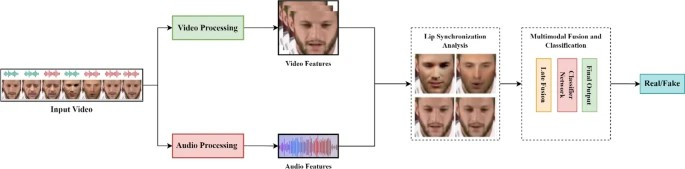 Input Video
Video Processing
Video Features
Audio Processing
Audio Features
Lip Synchronization
Analysis
Multimodal Fusion and
Classification
Late Fusion
Classifier
Network
Final Output
Real/Fake